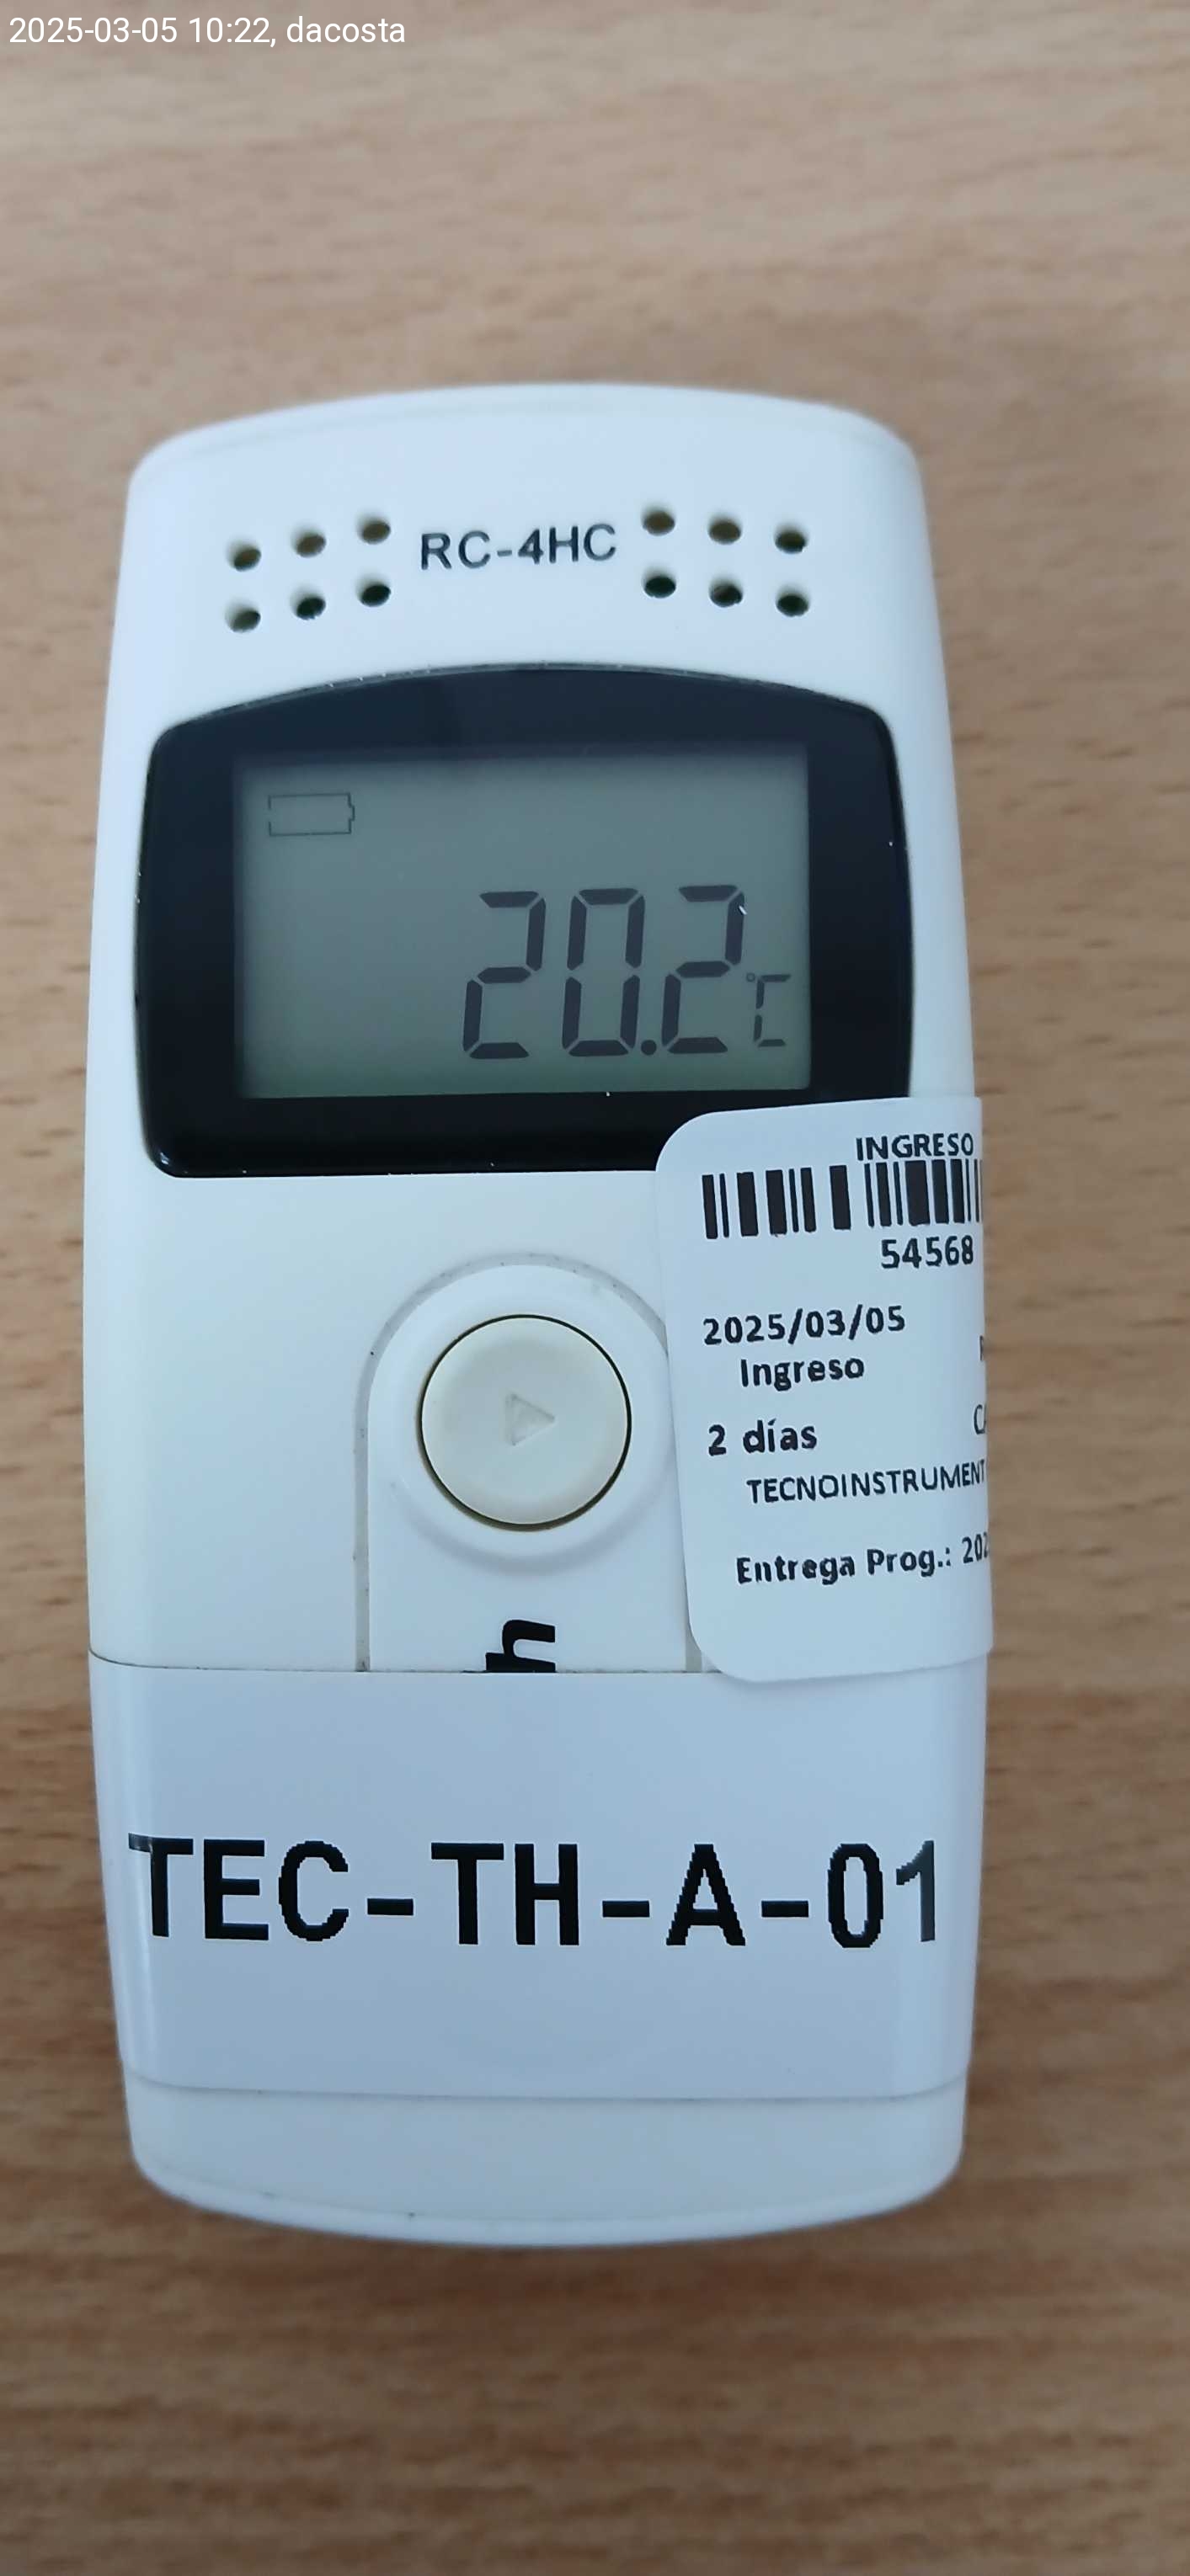 2025-03-05 10:22, dacosta
RC-4HC
20.2°C
INGRESO
54568
2025/03/05
Ingreso
2 días
TECNOINSTRUMENT
Entrega Prog.: 202
h
TEC-TH-A-01